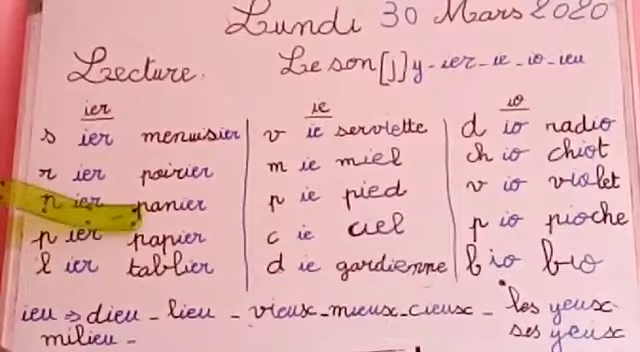 Lundi 30 Mars 2020
Lecture. Le son [j] y - ier - ie - io - ieu
ier ie io
s ier menuisier v ie serviette d io radio
r ier poirier m ie miel ch io chiot
n ier panier p ie pied v io violet
p ier papier c ie ciel p io pioche
l ier tablier d ie gardienne b io bio
ieu => dieu - lieu - vieux - mieux - cieux - les yeux
milieu - ses yeux